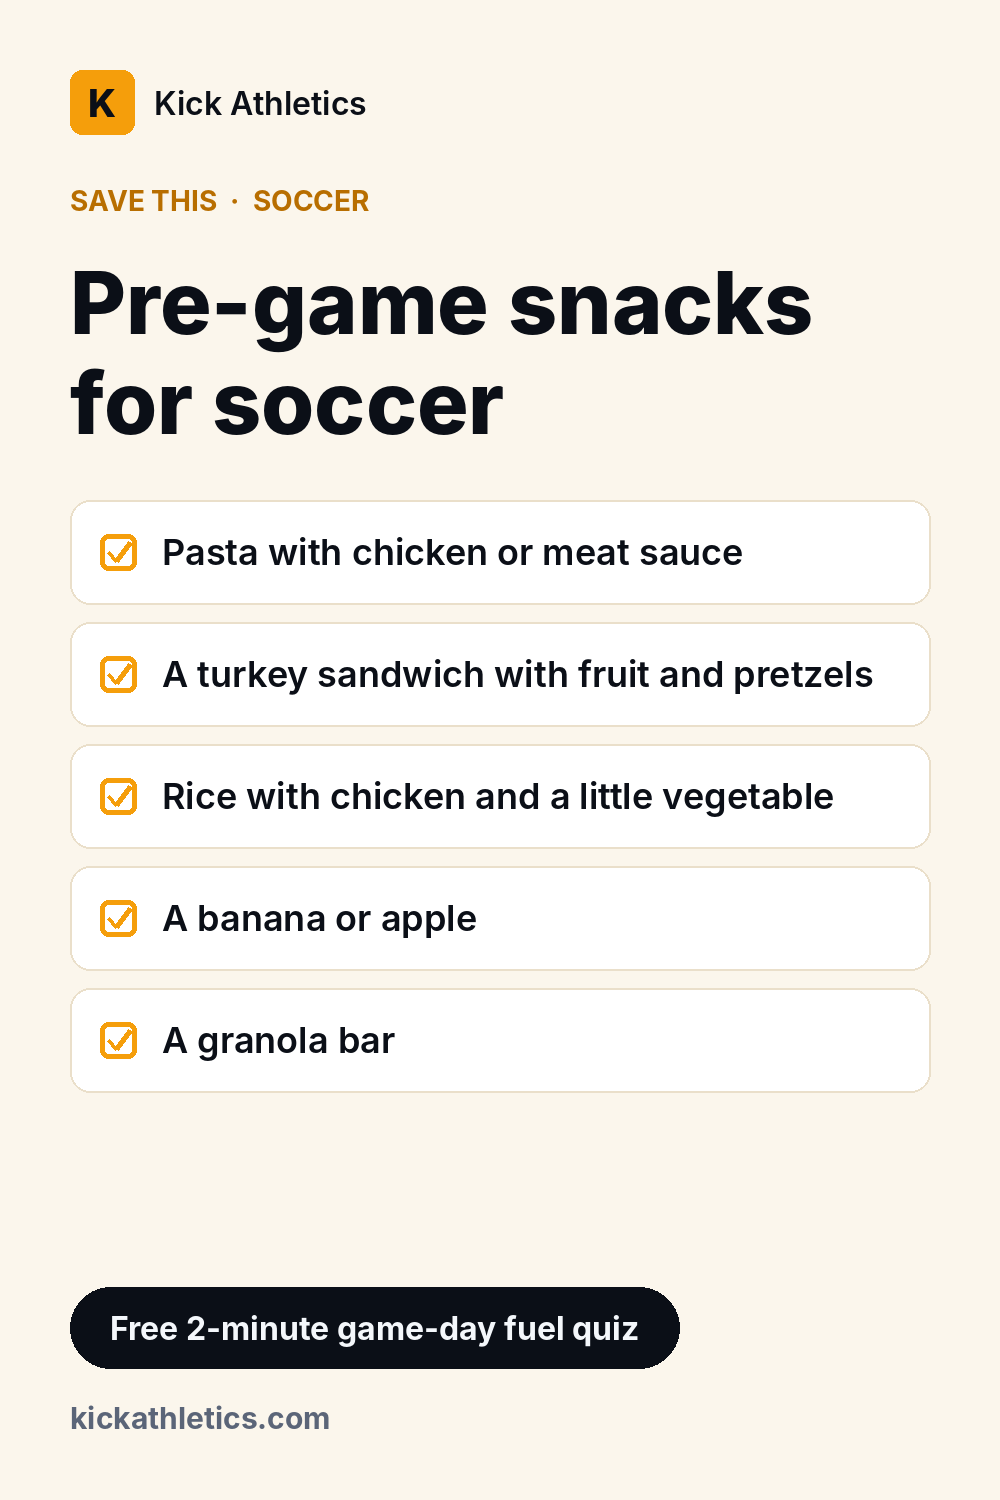 K
Kick Athletics
SAVE THIS · SOCCER
Pre-game snacks
for soccer
Pasta with chicken or meat sauce
A turkey sandwich with fruit and pretzels
Rice with chicken and a little vegetable
A banana or apple
A granola bar
Free 2-minute game-day fuel quiz
kickathletics.com